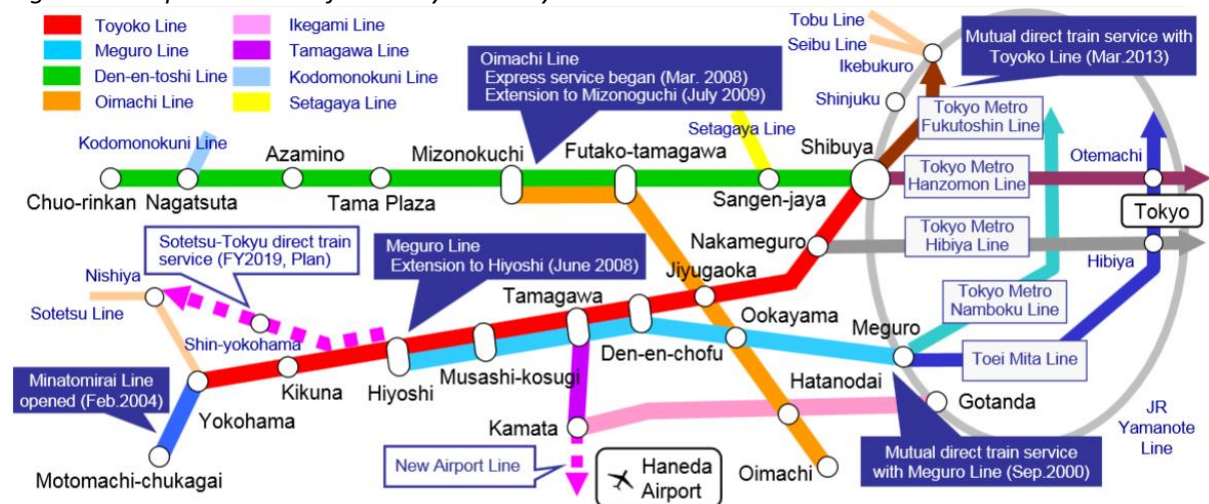 Toyoko Line
Meguro Line
Den-en-toshi Line
Oimachi Line
Ikegami Line
Tamagawa Line
Kodomonokuni Line
Setagaya Line
Oimachi Line
Express service began (Mar. 2008)
Extension to Mizonoguchi (July 2009)
Tobu Line
Seibu Line
Ikebukuro
Shinjuku
Mutual direct train service with
Toyoko Line (Mar.2013)
Tokyo Metro
Fukutoshin Line
Kodomonokuni Line
Azamino
Mizonokuchi
Futako-tamagawa
Setagaya Line
Shibuya
Otemachi
Tokyo Metro
Hanzomon Line
Chuo-rinkan
Nagatsuta
Tama Plaza
Sangen-jaya
Tokyo
Sotetsu-Tokyu direct train
service (FY2019, Plan)
Meguro Line
Extension to Hiyoshi (June 2008)
Nakameguro
Tokyo Metro
Hibiya Line
Hibiya
Nishiya
Sotetsu Line
Jiyugaoka
Tamagawa
Ookayama
Meguro
Tokyo Metro
Namboku Line
Shin-yokohama
Den-en-chofu
Toei Mita Line
Minatomirai Line
opened (Feb.2004)
Kikuna
Hiyoshi
Musashi-kosugi
Hatanodai
Yokohama
Kamata
Gotanda
JR
Yamanote
Line
Motomachi-chukagai
New Airport Line
Haneda
Airport
Oimachi
Mutual direct train service
with Meguro Line (Sep.2000)